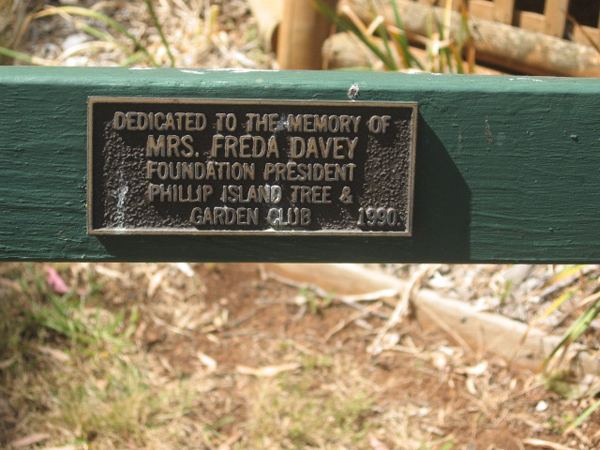 DEDICATED TO THE MEMORY OF
MRS. FREDA DAVEY
FOUNDATION PRESIDENT
PHILLIP ISLAND TREE &
GARDEN CLUB 1990.